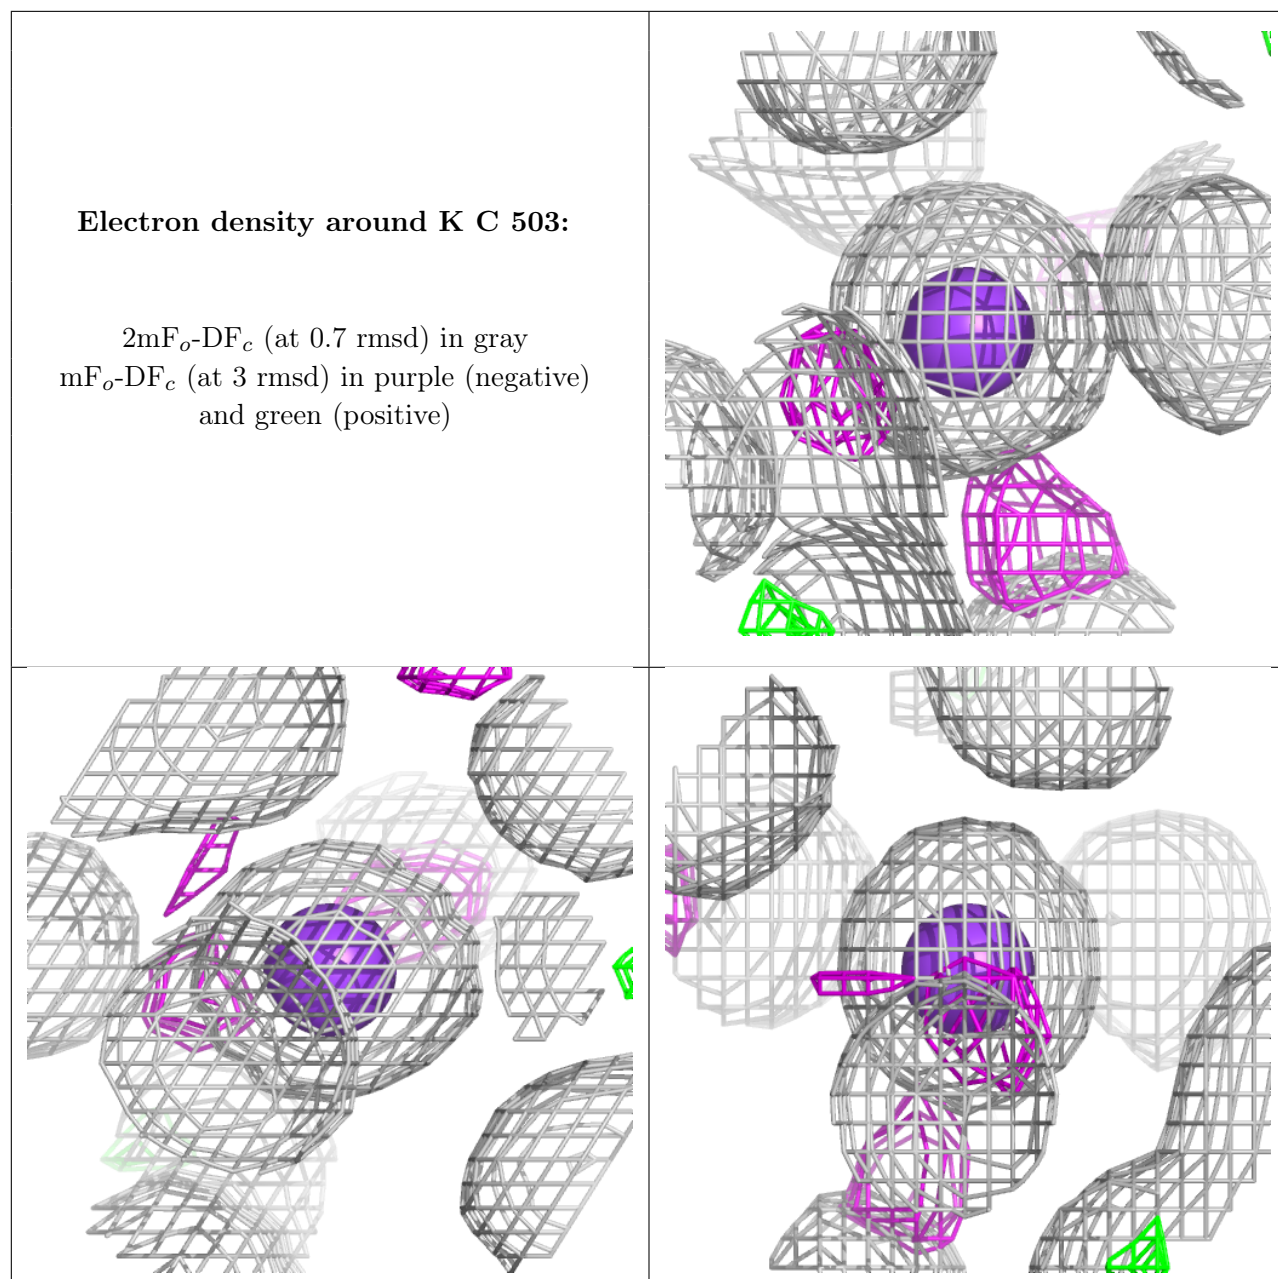 Electron density around K C 503:
2mFo-DFc (at 0.7 rmsd) in gray
mFo-DFc (at 3 rmsd) in purple (negative)
and green (positive)